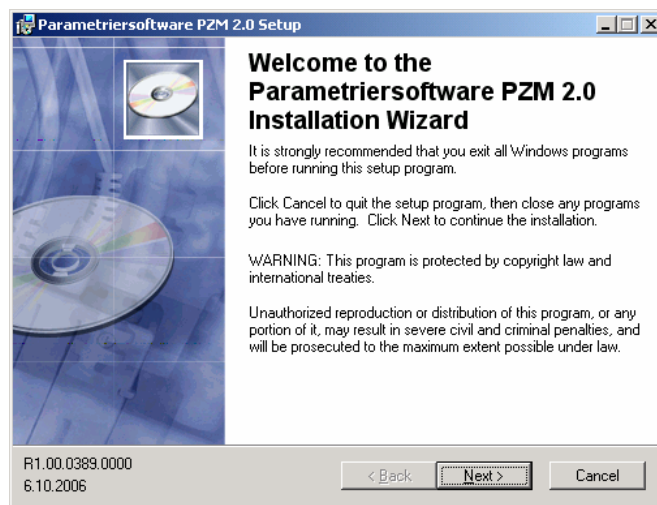 Parametriersoftware PZM 2.0 Setup
Welcome to the
Parametriersoftware PZM 2.0
Installation Wizard
It is strongly recommended that you exit all Windows programs
before running this setup program.
Click Cancel to quit the setup program, then close any programs
you have running. Click Next to continue the installation.
WARNING: This program is protected by copyright law and
international treaties.
Unauthorized reproduction or distribution of this program, or any
portion of it, may result in severe civil and criminal penalties, and
will be prosecuted to the maximum extent possible under law.
R1.00.0389.0000
6.10.2006
< Back
Next >
Cancel